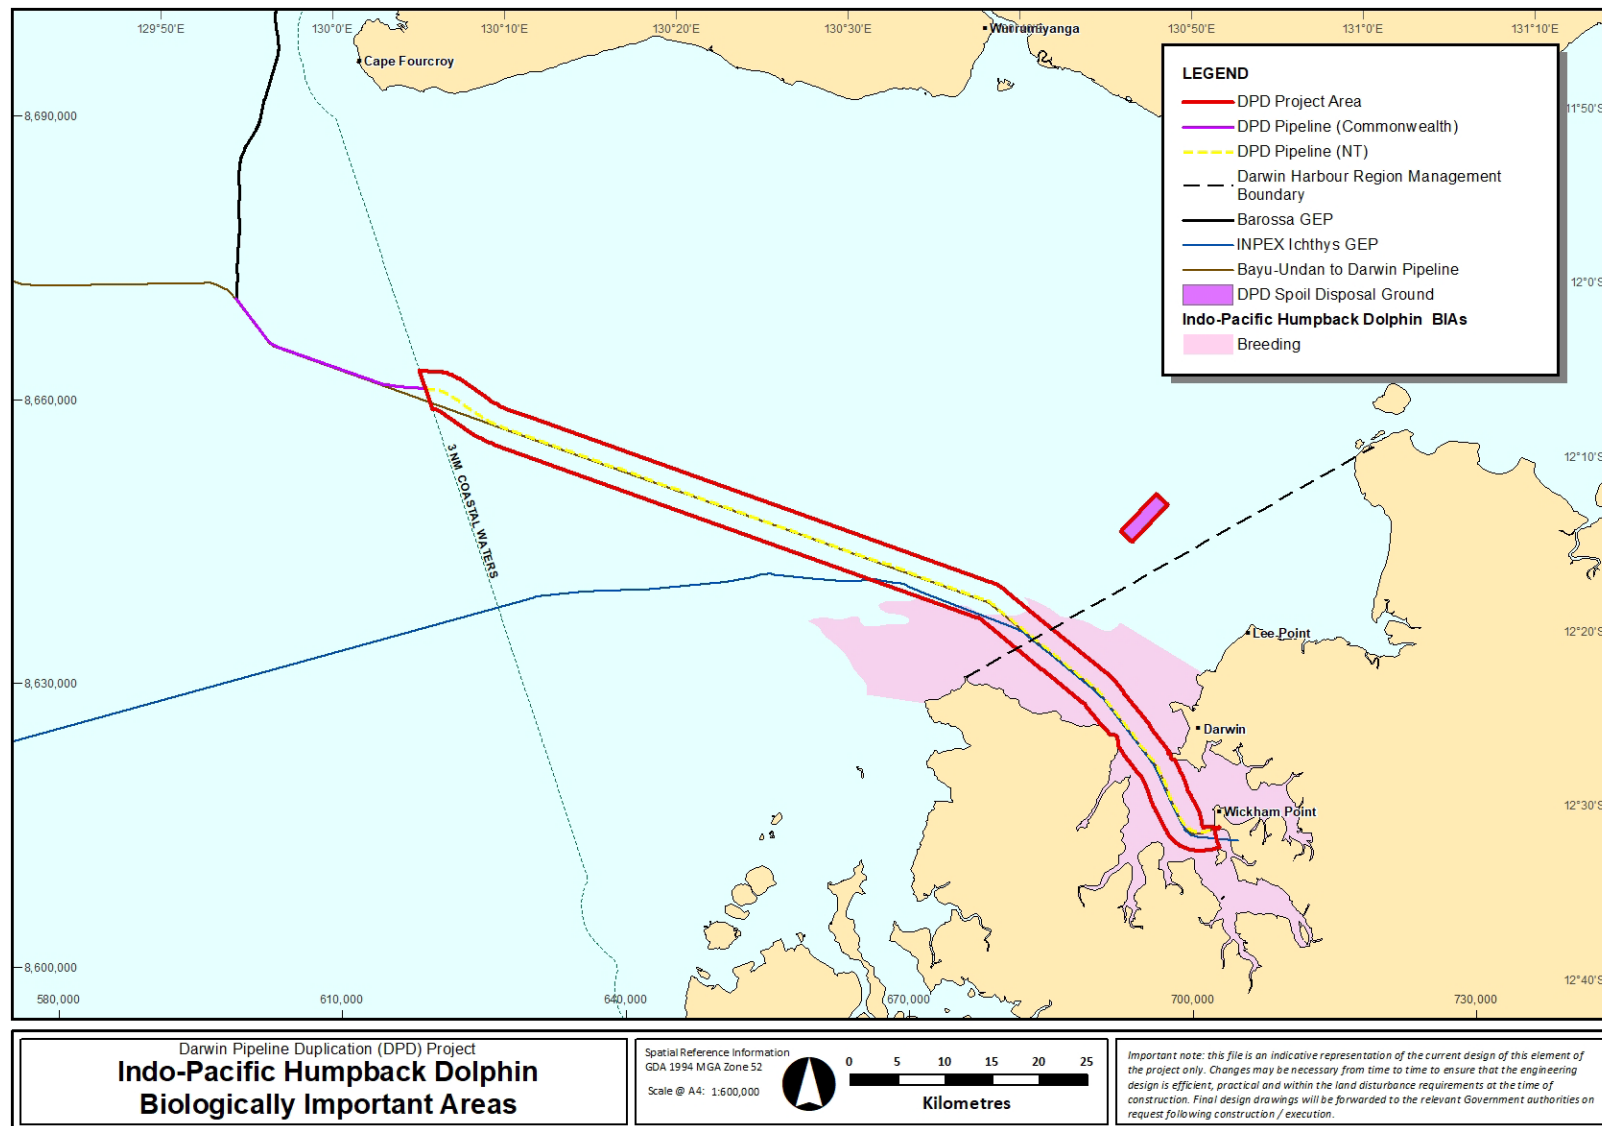 129°50'E
130°0'E
130°10'E
130°20'E
130°30'E
130°50'E
131°0'E
131°10'E
Wurrumiyanga
Cape Fourcroy
LEGEND
DPD Project Area
DPD Pipeline (Commonwealth)
DPD Pipeline (NT)
Darwin Harbour Region Management
Boundary
Barossa GEP
INPEX Ichthys GEP
Bayu-Undan to Darwin Pipeline
DPD Spoil Disposal Ground
Indo-Pacific Humpback Dolphin BIAs
Breeding
8,690,000
8,660,000
8,630,000
8,600,000
11°50'S
12°0'S
12°10'S
12°20'S
12°30'S
12°40'S
3 NM COASTAL WATERS
Lee Point
Darwin
Wickham Point
580,000
610,000
640,000
670,000
700,000
730,000
Darwin Pipeline Duplication (DPD) Project
Indo-Pacific Humpback Dolphin
Biologically Important Areas
Spatial Reference Information
GDA 1994 MGA Zone 52
Scale @ A4: 1:600,000
0 5 10 15 20 25
Kilometres
Important note: this file is an indicative representation of the current design of this element of
the project only. Changes may be necessary from time to time to ensure that the engineering
design is efficient, practical and within the land disturbance requirements at the time of
construction. Final design drawings will be forwarded to the relevant Government authorities on
request following construction / execution.